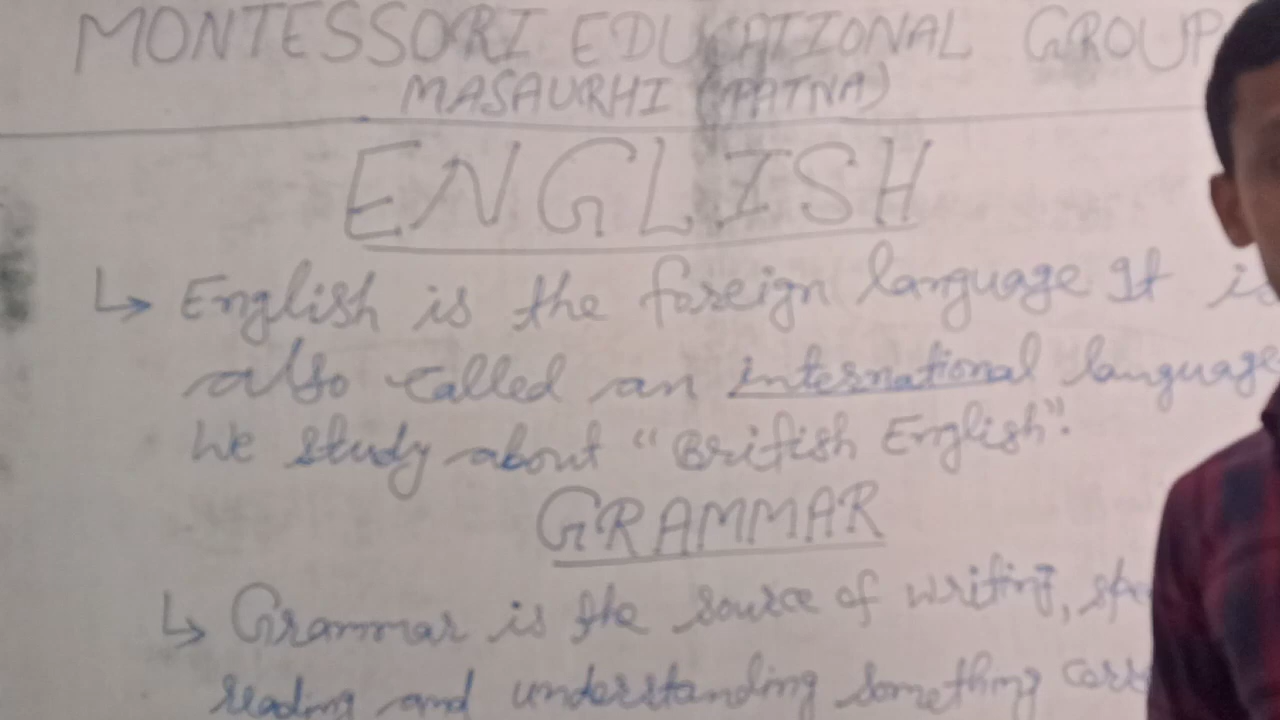 MONTESSORI EDUCATIONAL GROUP
MASAURHI (PATNA)
ENGLISH
↳ English is the foreign language It is
also called an international language
We study about "British English".
GRAMMAR
↳ Grammar is the source of writing,
reading and understanding something